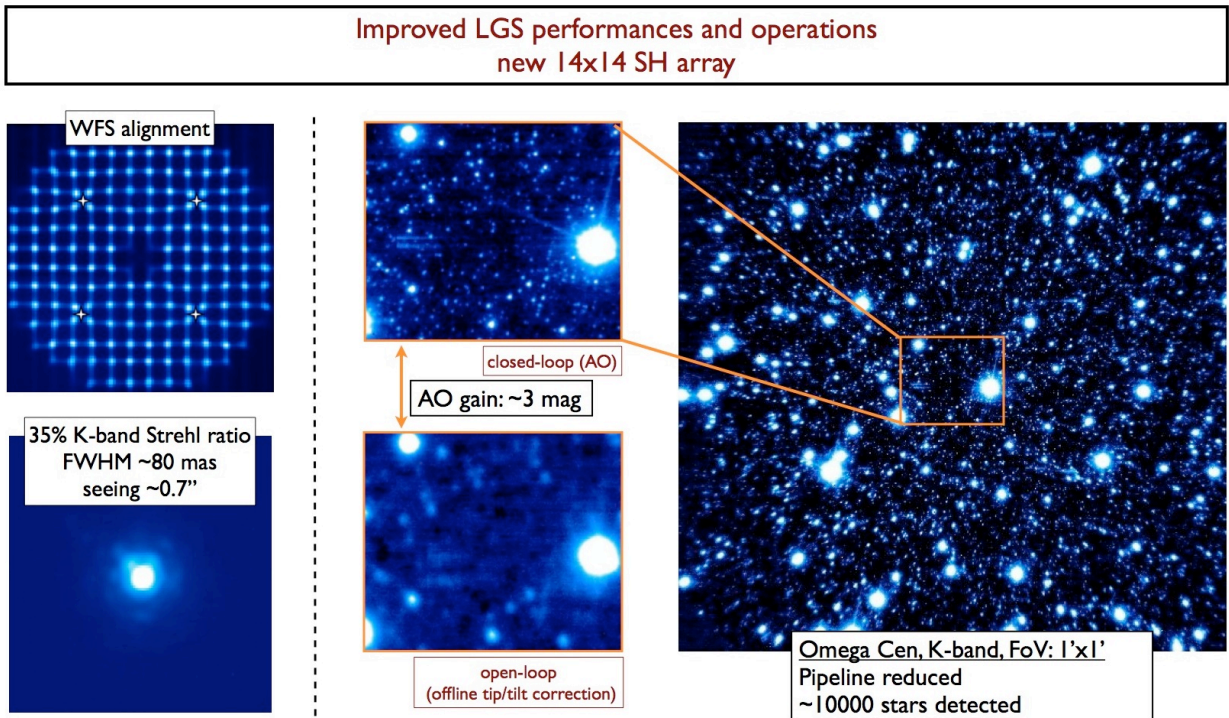 Improved LGS performances and operations
new 14x14 SH array
WFS alignment
35% K-band Strehl ratio
FWHM ~80 mas
seeing ~0.7”
closed-loop (AO)
AO gain: ~3 mag
open-loop
(offline tip/tilt correction)
Omega Cen, K-band, FoV: 1'x1'
Pipeline reduced
~10000 stars detected